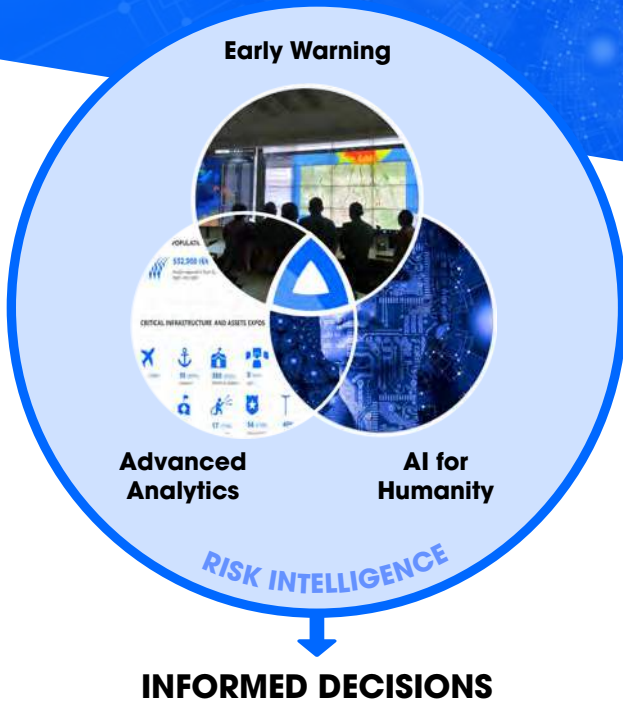 Early Warning
CRITICAL INFRASTRUCTURE AND ASSETS EXPOS
Advanced
Analytics
AI for
Humanity
RISK INTELLIGENCE
INFORMED DECISIONS